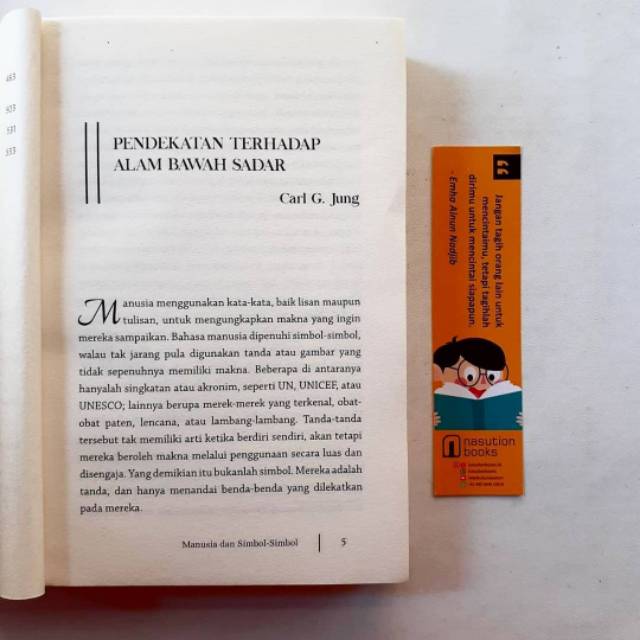 483
503
531
533
PENDEKATAN TERHADAP
ALAM BAWAH SADAR
Carl G. Jung
Manusia menggunakan kata-kata, baik lisan maupun
tulisan, untuk mengungkapkan makna yang ingin
mereka sampaikan. Bahasa manusia dipenuhi simbol-simbol,
walau tak jarang pula digunakan tanda atau gambar yang
tidak sepenuhnya memiliki makna. Beberapa di antaranya
hanyalah singkatan atau akronim, seperti UN, UNICEF, atau
UNESCO; lainnya berupa merek-merek yang terkenal, obat-
obat paten, lencana, atau lambang-lambang. Tanda-tanda
tersebut tak memiliki arti ketika berdiri sendiri, akan tetapi
mereka beroleh makna melalui penggunaan secara luas dan
disengaja. Yang demikian itu bukanlah simbol. Mereka adalah
tanda, dan hanya menandai benda-benda yang dilekatkan
pada mereka.
Manusia dan Simbol-Simbol | 5
“
Jangan tagih orang lain untuk
mencintaimu, tetapi tagihlah
dirimu untuk mencintai siapapun.
- Emha Ainun Nadjib
nasution
books